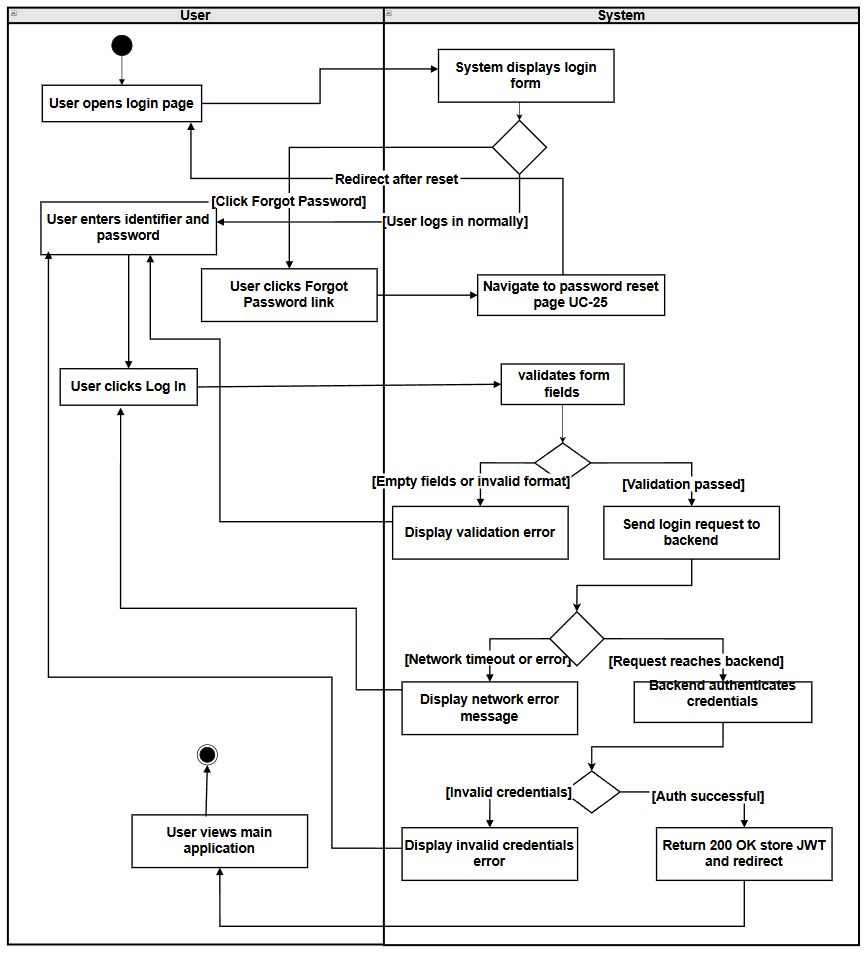 User
System
System displays login
form
User opens login page
Redirect after reset
[Click Forgot Password]
User enters identifier and
password
[User logs in normally]
User clicks Forgot
Password link
Navigate to password reset
page UC-25
User clicks Log In
validates form
fields
[Empty fields or invalid format]
[Validation passed]
Display validation error
Send login request to
backend
[Network timeout or error]
[Request reaches backend]
Display network error
message
Backend authenticates
credentials
[Invalid credentials]
[Auth successful]
User views main
application
Display invalid credentials
error
Return 200 OK store JWT
and redirect